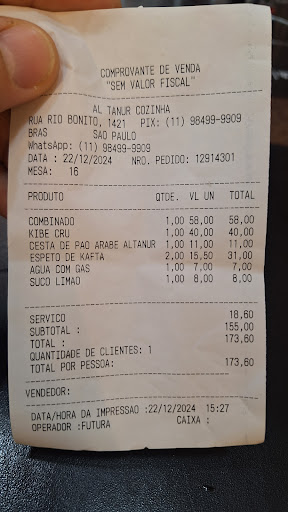 COMPROVANTE DE VENDA
"SEM VALOR FISCAL"
AL TANUR COZINHA
RUA RIO BONITO, 1421 PIX: (11) 98499-9909
BRAS SAO PAULO
WhatsApp: (11) 98499-9909
DATA : 22/12/2024 NRO. PEDIDO: 12914301
MESA: 16
PRODUTO QTDE. VL UN TOTAL
COMBINADO 1,00 58,00 58,00
KIBE CRU 1,00 40,00 40,00
CESTA DE PAO ARABE ALTANUR 1,00 11,00 11,00
ESPETO DE KAFTA 2,00 15,50 31,00
AGUA COM GAS 1,00 7,00 7,00
SUCO LIMAO 1,00 8,00 8,00
SERVICO 18,60
SUBTOTAL : 155,00
TOTAL : 173,60
QUANTIDADE DE CLIENTES: 1
TOTAL POR PESSOA: 173,60
VENDEDOR:
DATA/HORA DA IMPRESSAO :22/12/2024 15:27
OPERADOR :FUTURA CAIXA :